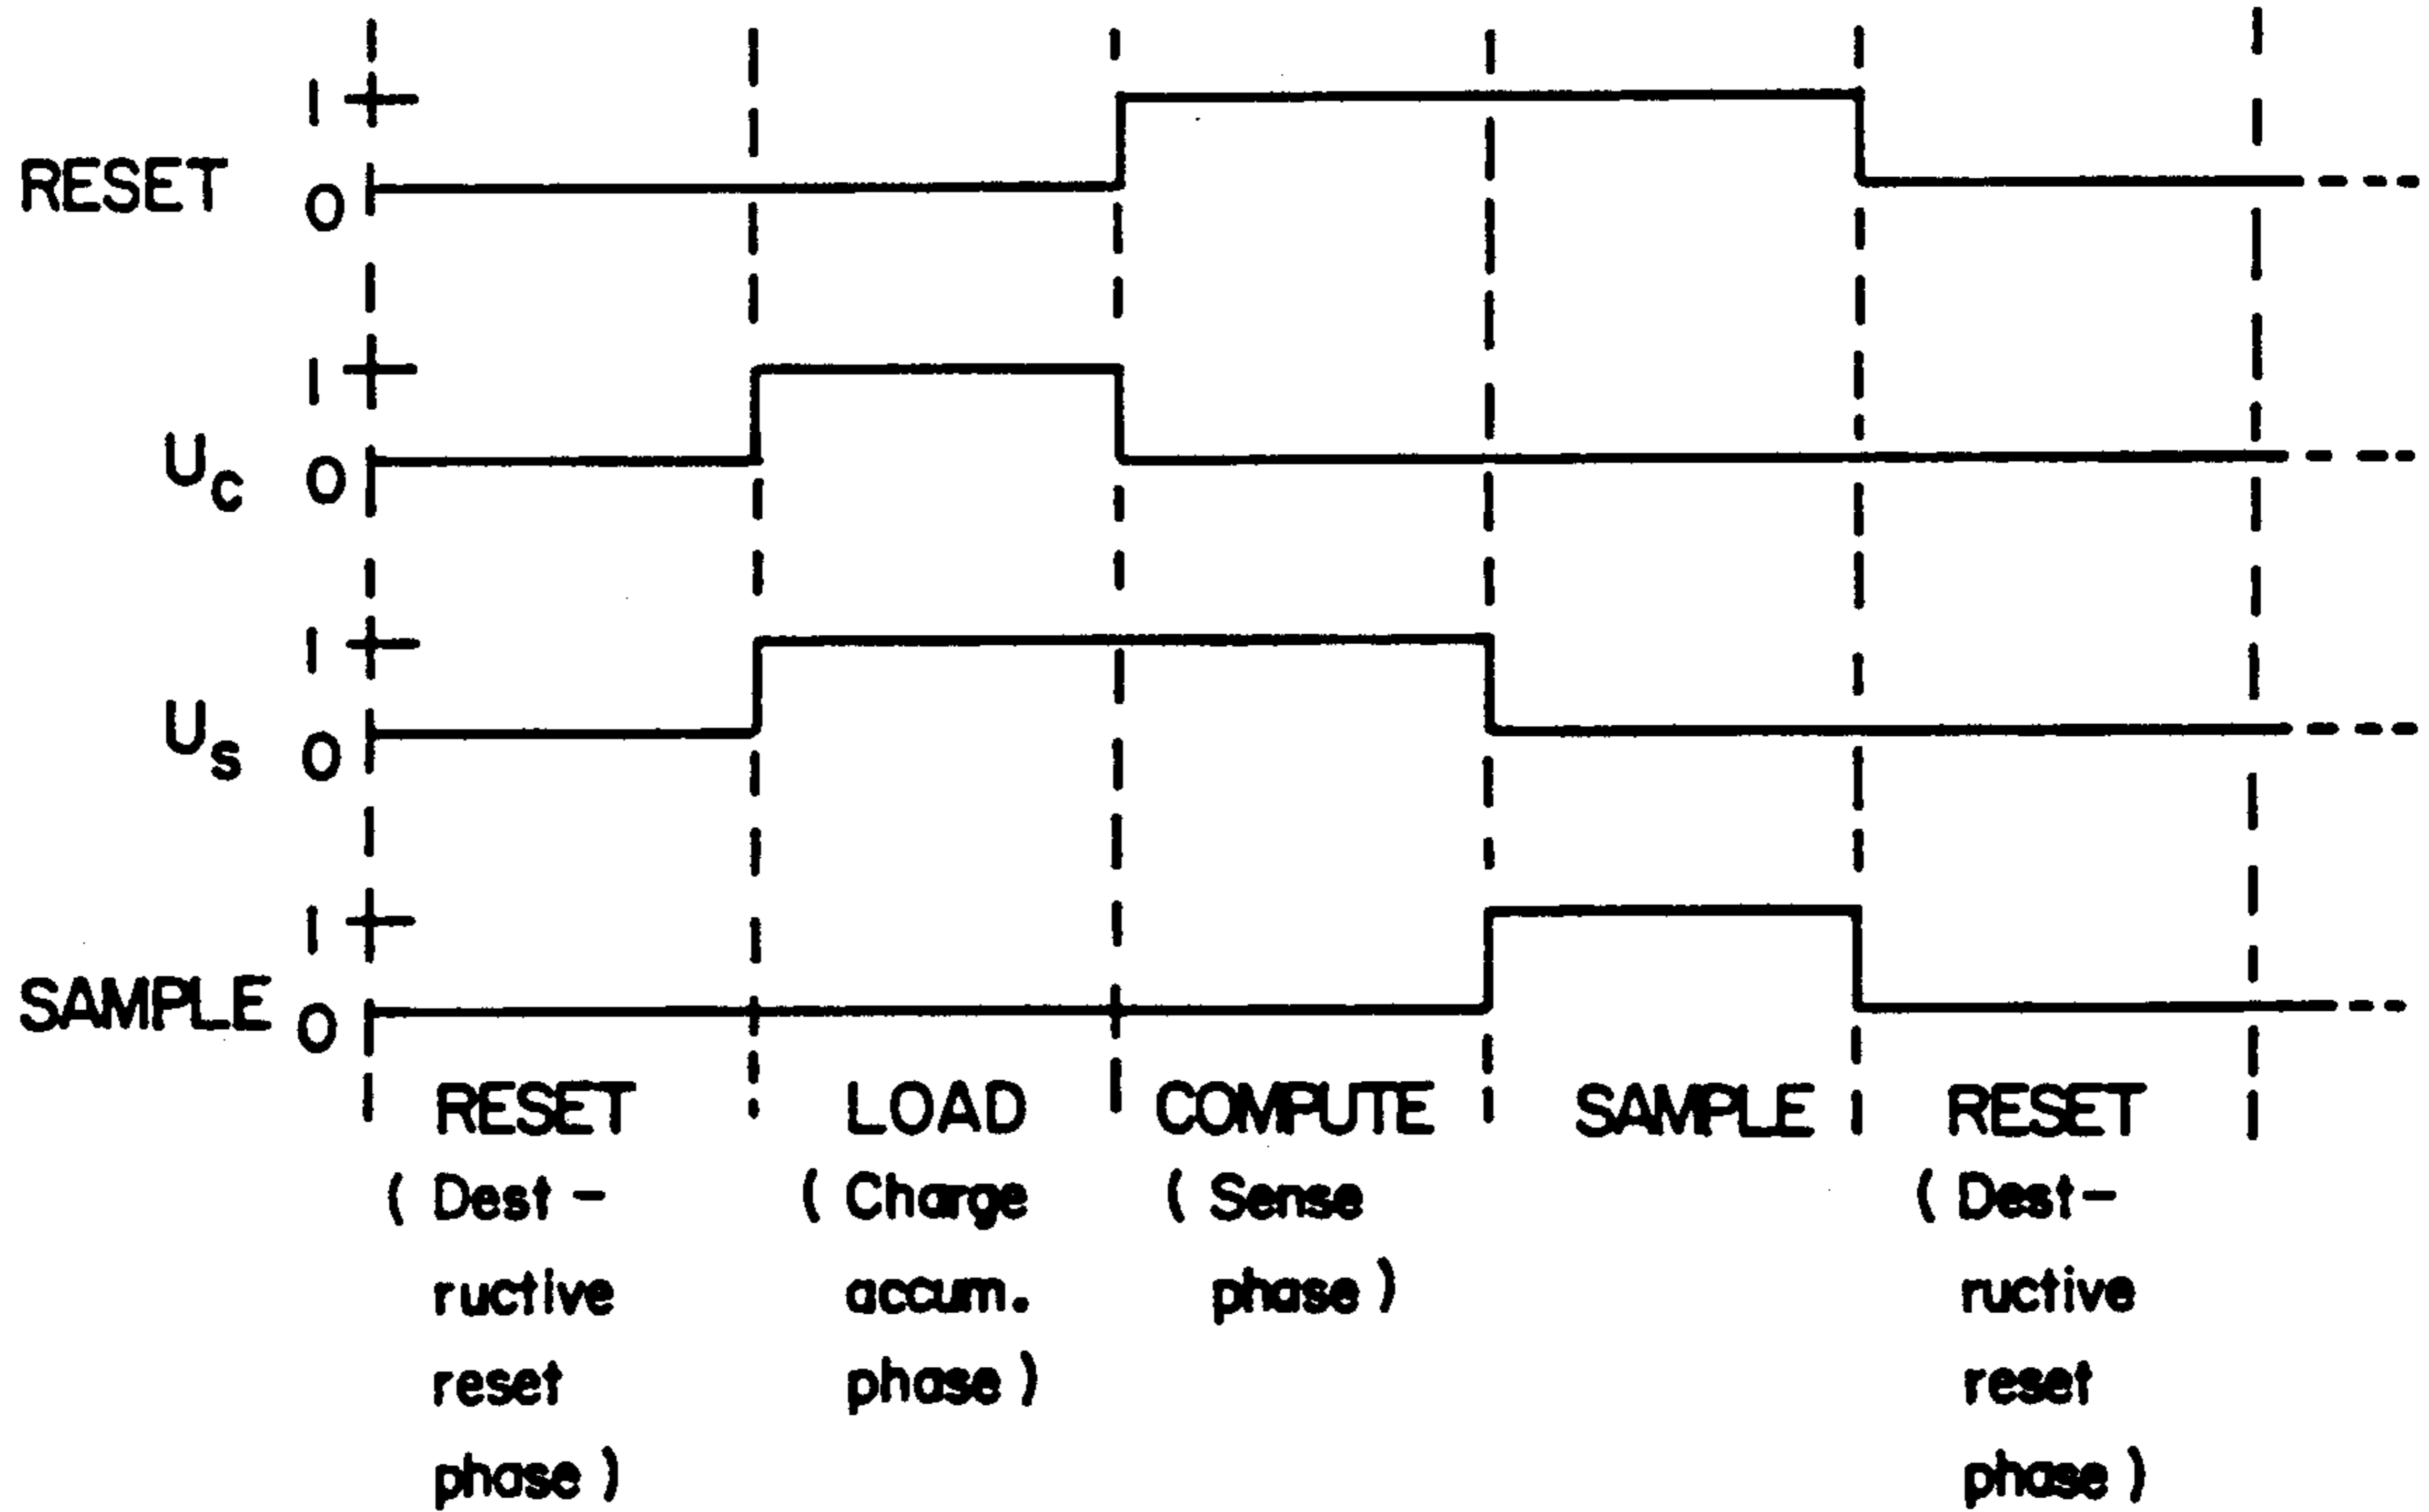 1
RESET
0
1
Uc
0
1
Us
0
1
SAMPLE
0
RESET LOAD COMPUTE SAMPLE RESET
( Dest- ( Charge ( Sense ( Dest-
ructive accum. phase ) ructive
reset phase ) reset
phase ) phase )